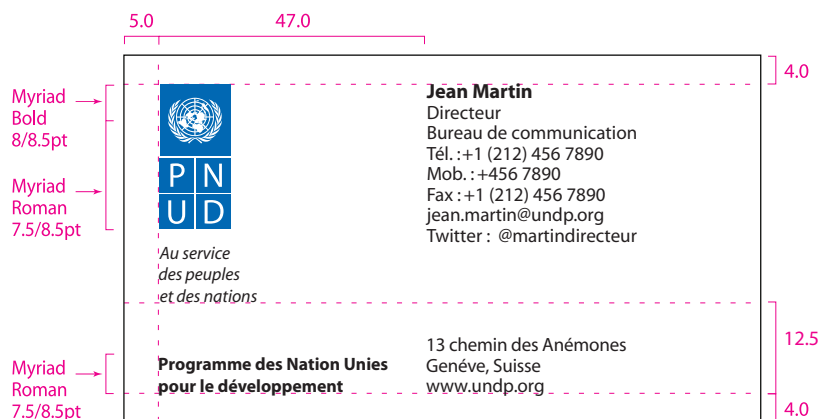 5.0
47.0
4.0
Myriad
Bold
8/8.5pt
Myriad
Roman
7.5/8.5pt
P N
U D
Au service
des peuples
et des nations
Jean Martin
Directeur
Bureau de communication
Tél. :+1 (212) 456 7890
Mob. :+456 7890
Fax :+1 (212) 456 7890
jean.martin@undp.org
Twitter : @martindirecteur
12.5
Myriad
Roman
7.5/8.5pt
Programme des Nation Unies
pour le développement
13 chemin des Anémones
Genéve, Suisse
www.undp.org
4.0